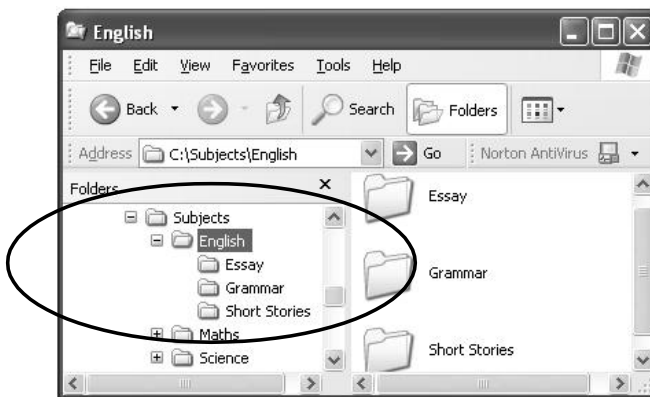 English
File Edit View Favorites Tools Help
Back Search Folders
Address C:\Subjects\English Go Norton AntiVirus
Folders x
Subjects
English
Essay
Grammar
Short Stories
Maths
Science
Essay
Grammar
Short Stories